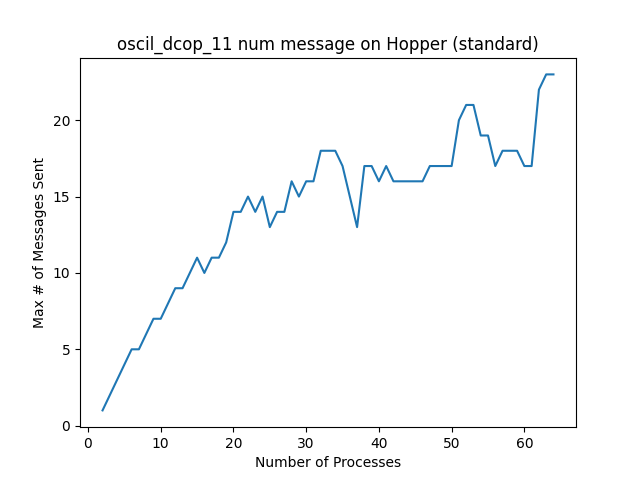 oscil_dcop_11 num message on Hopper (standard)
Max # of Messages Sent
20
15
10
5
0
0 10 20 30 40 50 60
Number of Processes